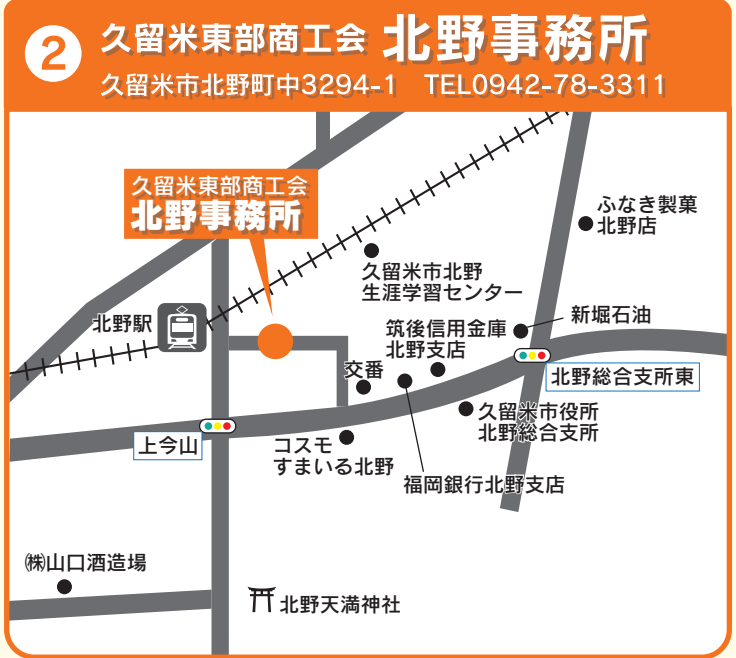 2
久留米東部商工会 北野事務所
久留米市北野町中3294-1 TEL0942-78-3311
久留米東部商工会
北野事務所
ふなき製菓
北野店
久留米市北野
生涯学習センター
北野駅
筑後信用金庫
北野支店
新堀石油
交番
北野総合支所東
久留米市役所
北野総合支所
上今山
コスモ
すまいる北野
福岡銀行北野支店
㈱山口酒造場
北野天満神社